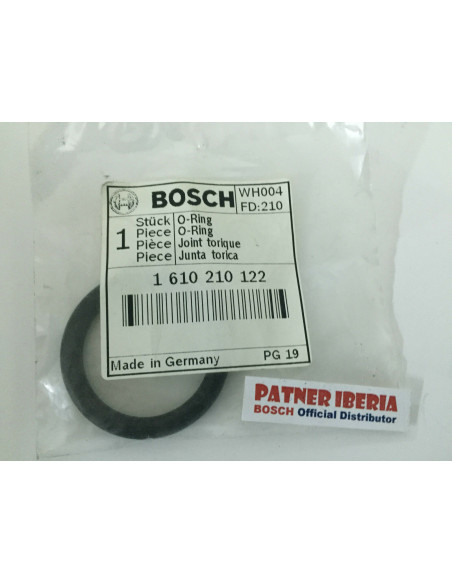 BOSCH
WH004
FD:210
1
Stück O-Ring
Piece O-Ring
Pièce Joint torique
Piece Junta torica
1 610 210 122
Made in Germany PG 19
PATNER IBERIA
BOSCH Official Distributor